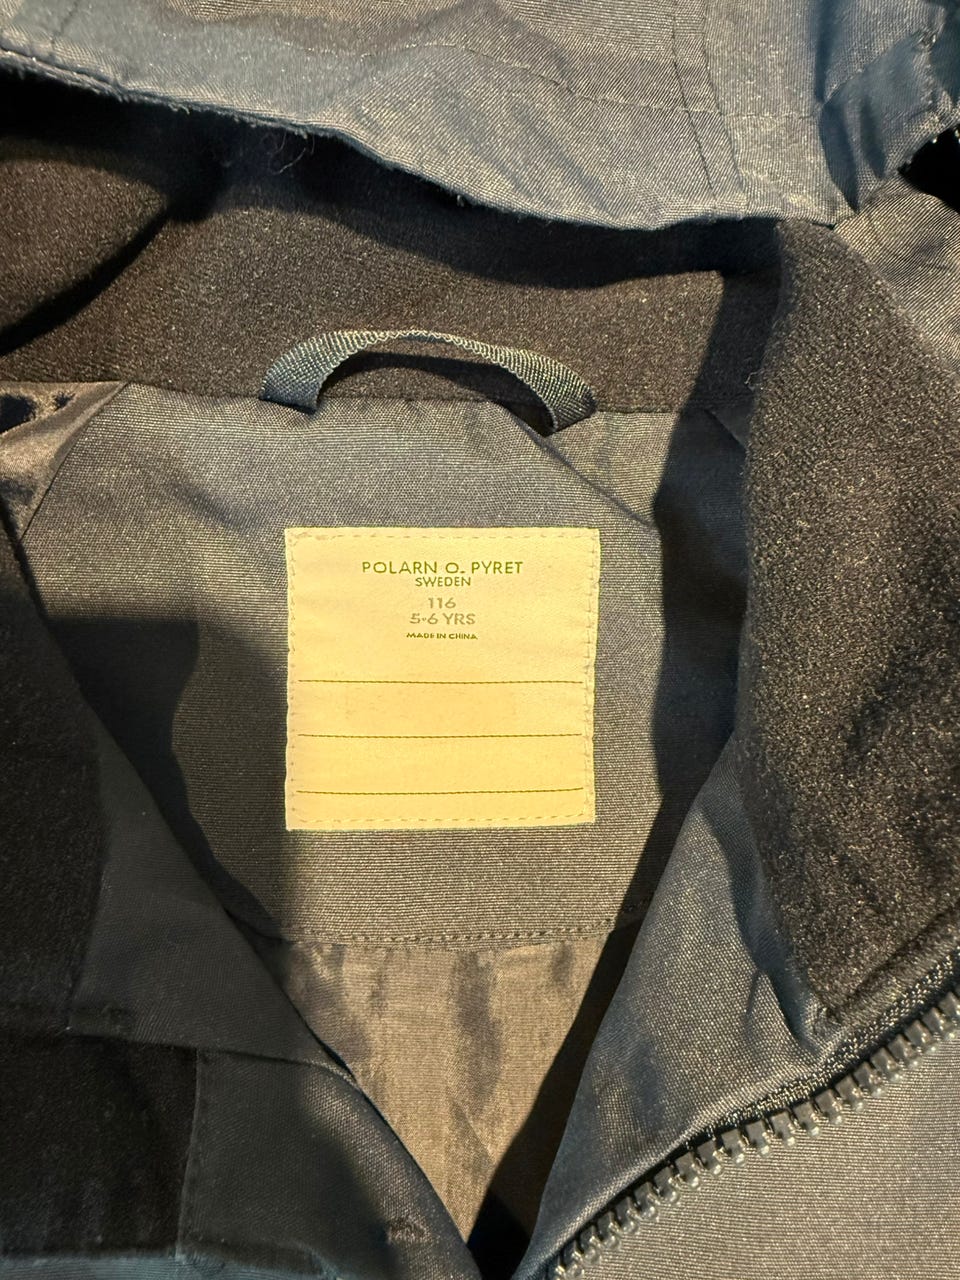 POLARN O. PYRET
SWEDEN
116
5-6 YRS
MADE IN CHINA